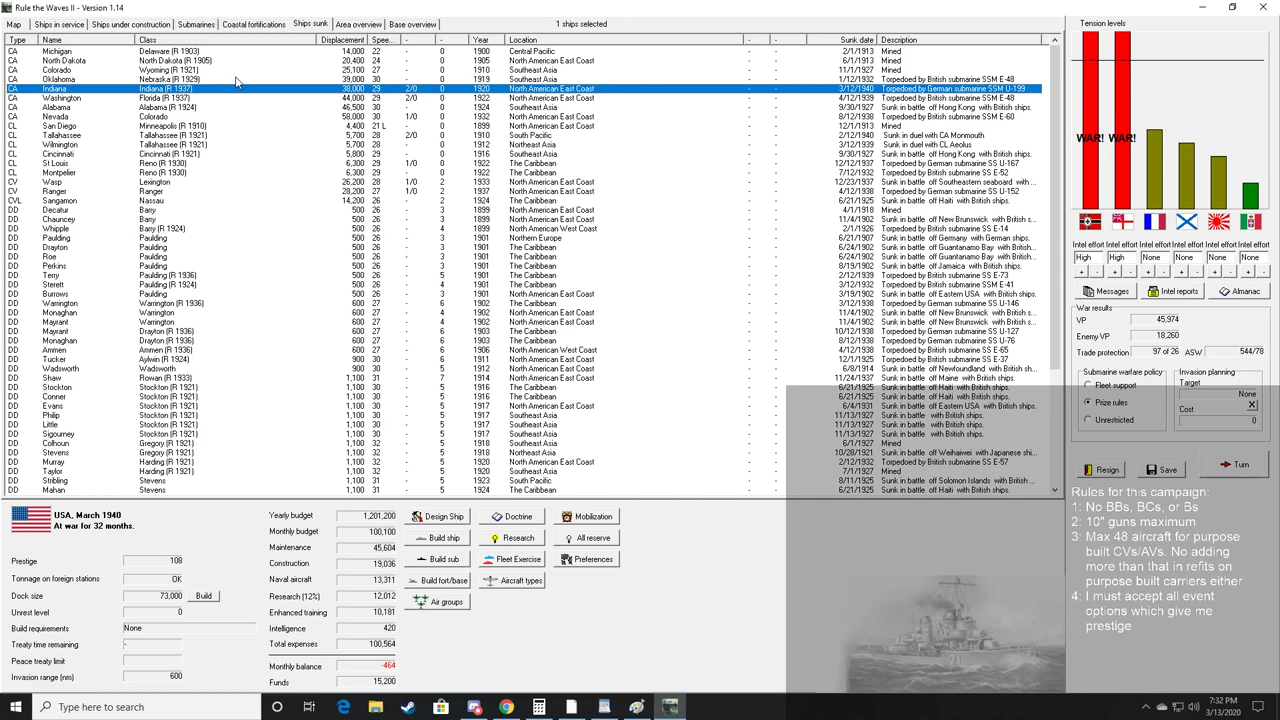 Rule the Waves II - Version 1.14
Map Ships in service Ships under construction Submarines Coastal fortifications Ships sunk Area overview Base overview 1 ships selected
Type Name Class Displacement Spee... - - Year Location - - Sunk date Description
CA Michigan Delaware (R 1903) 14,000 22 - 0 1900 Central Pacific 2/1/1913 Mined
CA North Dakota North Dakota (R 1905) 20,400 24 - 0 1906 Southeast Asia 6/1/1913 Mined
CA Colorado Wyoming (R 1921) 25,100 27 - 0 1910 Southeast Asia 11/1/1927 Mined
CA Oklahoma Nebraska (R 1929) 39,000 30 - 0 1919 Southeast Asia 1/12/1932 Torpedoed by British submarine SSM E-48
CA Indiana Indiana (R 1937) 38,000 29 2/0 0 1920 North American East Coast 3/12/1940 Torpedoed by German submarine SSM U-199
CA Washington Florida (R 1937) 44,000 29 2/0 0 1922 North American East Coast 4/12/1939 Torpedoed by British submarine SSM E-48
CA Alabama Alabama (R 1924) 46,500 30 - 0 1924 Southeast Asia 9/30/1927 Sunk in battle off Hong Kong with British ships.
CA Nevada Colorado 58,000 30 1/0 0 1932 North American East Coast 8/12/1938 Torpedoed by British submarine SSM E-60
CL San Diego Minneapolis (R 1910) 4,400 21 L - 0 1899 North American East Coast 12/1/1913 Mined
CL Tallahassee Tallahassee (R 1921) 5,700 28 2/0 0 1910 South Pacific 2/12/1940 Sunk in duel with CA Monmouth
CL Wilmington Tallahassee (R 1921) 5,700 28 - 0 1912 Northeast Asia 3/12/1931 Sunk in duel with CL Aeolus
CL Cincinnati Cincinnati (R 1921) 5,800 29 - 0 1916 Southeast Asia 9/30/1927 Sunk in battle off Hong Kong with British ships.
CL St Louis Reno (R 1930) 6,300 29 1/0 0 1922 The Caribbean 8/12/1939 Torpedoed by German submarine SS U-167
CL Montpelier Reno (R 1930) 6,300 29 - 0 1922 The Caribbean 7/12/1932 Torpedoed by British submarine SS E-52
CV Wasp Lexington 26,200 28 1/0 2 1933 North American East Coast 12/23/1937 Sunk in battle off Southeastern seaboard with ...
CV Ranger Ranger 28,200 27 1/0 2 1937 North American East Coast 4/12/1938 Torpedoed by German submarine SS U-152
CVL Sangamon Nassau 14,200 26 - 2 1924 The Caribbean 6/21/1925 Sunk in battle off Haiti with British ships.
DD Decatur Barry 500 26 - 3 1899 North American East Coast 4/1/1918 Mined
DD Chauncey Barry 500 26 - 3 1899 North American East Coast 11/4/1902 Sunk in battle off New Brunswick with British s...
DD Whipple Barry (R 1924) 500 26 - 3 1899 North American West Coast 2/1/1926 Torpedoed by British submarine SS E-14
DD Paulding Paulding 500 26 - 3 1901 Northern Europe 6/21/1907 Sunk in battle off Germany with German ships.
DD Drayton Paulding 500 26 - 3 1901 The Caribbean 6/24/1902 Sunk in battle off Guantanamo Bay with British...
DD Roe Paulding 500 26 - 3 1901 The Caribbean 6/24/1902 Sunk in battle off Guantanamo Bay with British...
DD Perkins Paulding 500 26 - 3 1901 The Caribbean 8/19/1902 Sunk in battle off Jamaica with British ships.
DD Terry Paulding (R 1936) 500 26 - 5 1901 The Caribbean 2/12/1939 Torpedoed by British submarine SS E-73
DD Sterett Paulding (R 1924) 500 26 - 4 1901 The Caribbean 3/12/1931 Torpedoed by British submarine SSM E-41
DD Burrows Paulding 500 26 - 3 1901 North American East Coast Sunk in battle off Eastern USA with British ships.
DD Warrington Warrington (R 1936) 600 27 - 6 1902 The Caribbean 3/12/1938 Torpedoed by German submarine SS U-146
DD Monaghan Warrington 600 27 - 4 1902 North American East Coast 11/4/1902 Sunk in battle off New Brunswick with British s...
DD Mayrant Warrington 600 27 - 4 1902 North American East Coast 11/4/1902 Sunk in battle off New Brunswick with British s...
DD Mayrant Drayton (R 1936) 600 27 - 6 1903 The Caribbean 10/12/1938 Torpedoed by German submarine SS U-127
DD Monaghan Drayton (R 1936) 600 27 - 6 1903 The Caribbean 12/12/1937 Torpedoed by German submarine SS U-76
DD Ammen Ammen (R 1936) 600 27 - 6 1906 North American West Coast 4/12/1938 Torpedoed by British submarine SS E-65
DD Tucker Aylwin (R 1924) 900 30 - 6 1911 North American East Coast 12/1/1925 Torpedoed by British submarine SS E-37
DD Wadsworth Wadsworth 900 30 - 5 1912 North American East Coast 6/8/1914 Sunk in battle off Newfoundland with British s...
DD Shaw Rowan (R 1933) 1,000 31 - 7 1914 North American East Coast 11/24/1937 Sunk in battle off Maine with British ships.
DD Stockton Stockton (R 1921) 1,000 32 - 5 1916 The Caribbean 6/21/1925 Sunk in battle off Haiti with British ships.
DD Conner Stockton (R 1921) 1,000 32 - 5 1916 The Caribbean 6/21/1925 Sunk in battle off Haiti with British ships.
DD Evans Stockton (R 1921) 1,000 32 - 5 1917 North American East Coast 6/4/1931 Sunk in battle off Eastern USA with British ships.
DD Philip Stockton (R 1921) 1,000 32 - 5 1917 Southeast Asia 11/13/1927 Sunk in battle with British ships.
DD Little Stockton (R 1921) 1,000 32 - 5 1917 Southeast Asia 11/13/1927 Sunk in battle with British ships.
DD Sigourney Stockton (R 1921) 1,000 32 - 5 1917 Southeast Asia 11/13/1927 Sunk in battle with British ships.
DD Colhoun Gregory (R 1921) 1,100 32 - 5 1918 Southeast Asia 6/1/1927 Mined
DD Stevens Gregory (R 1921) 1,100 32 - 5 1918 Northeast Asia 10/28/1921 Sunk in battle off Weihaiwei with Japanese shi...
DD Murray Harding (R 1921) 1,100 32 - 5 1920 North American East Coast 2/12/1932 Torpedoed by British submarine SS E-57
DD Taylor Harding (R 1921) 1,100 32 - 5 1920 Southeast Asia 7/1/1927 Mined
DD Stribling Stevens 1,100 31 - 5 1923 South Pacific 8/11/1925 Sunk in battle off Solomon Islands with British ...
DD Mahan Stevens 1,100 31 - 5 1924 The Caribbean 6/21/1925 Sunk in battle off Haiti with British ships.
Tension levels
WAR! WAR!
Intel effort Intel effort Intel effort Intel effort Intel effort Intel effort
High High None None None None
+ - + - + - + - + - + -
Messages Intel reports Almanac
War results
VP 45,974
Enemy VP 18,260
Trade protection 97 of 26 ASW 544/76
Submarine warfare policy Invasion planning
Fleet support Target
None
Prize rules Cost X
Unrestricted 0
Resign Save Turn
Rules for this campaign:
1: No BBs, BCs, or Bs
2: 10" guns maximum
3: Max 48 aircraft for purpose
built CVs/AVs. No adding
more than that in refits on
purpose built carriers either
4: I must accept all event
options which give me
prestige
USA, March 1940
At war for 32 months.
Prestige 108
Tonnage on foreign stations OK
Dock size 73,000 Build
Unrest level 0
Build requirements None
Treaty time remaining -
Peace treaty limit
Invasion range (nm) 600
Yearly budget 1,201,200
Monthly budget 100,100
Maintenance 45,604
Construction 19,036
Naval aircraft 13,311
Research (12%) 12,012
Enhanced training 10,181
Intelligence 420
Total expenses 100,564
Monthly balance -464
Funds 15,200
Design Ship Doctrine Mobilization
Build ship Research All reserve
Build sub Fleet Exercise Preferences
Build fort/base Aircraft types
Air groups
Type here to search
7:32 PM
3/13/2020